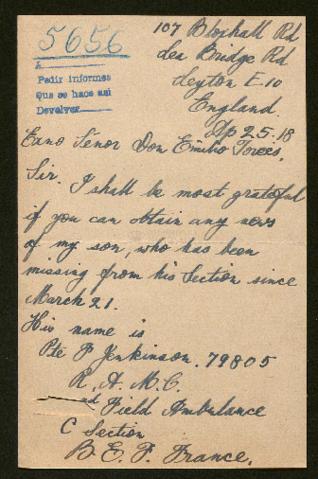 5656
A
Pedir informes
Que se haga así
Devolver
107 Bloxhall Rd
Lea Bridge Rd
Leyton E.10
England.
Ap 25.18
Exno Señor Don Emilio Torres,
Sir.
I shall be most grateful
if you can obtain any news
of my son, who has been
missing from his Section since
March 21.
His name is
Pte F Jenkinson. 79805
R. A. M. C.
nd Field Ambulance
C Section
B. E. F. France.